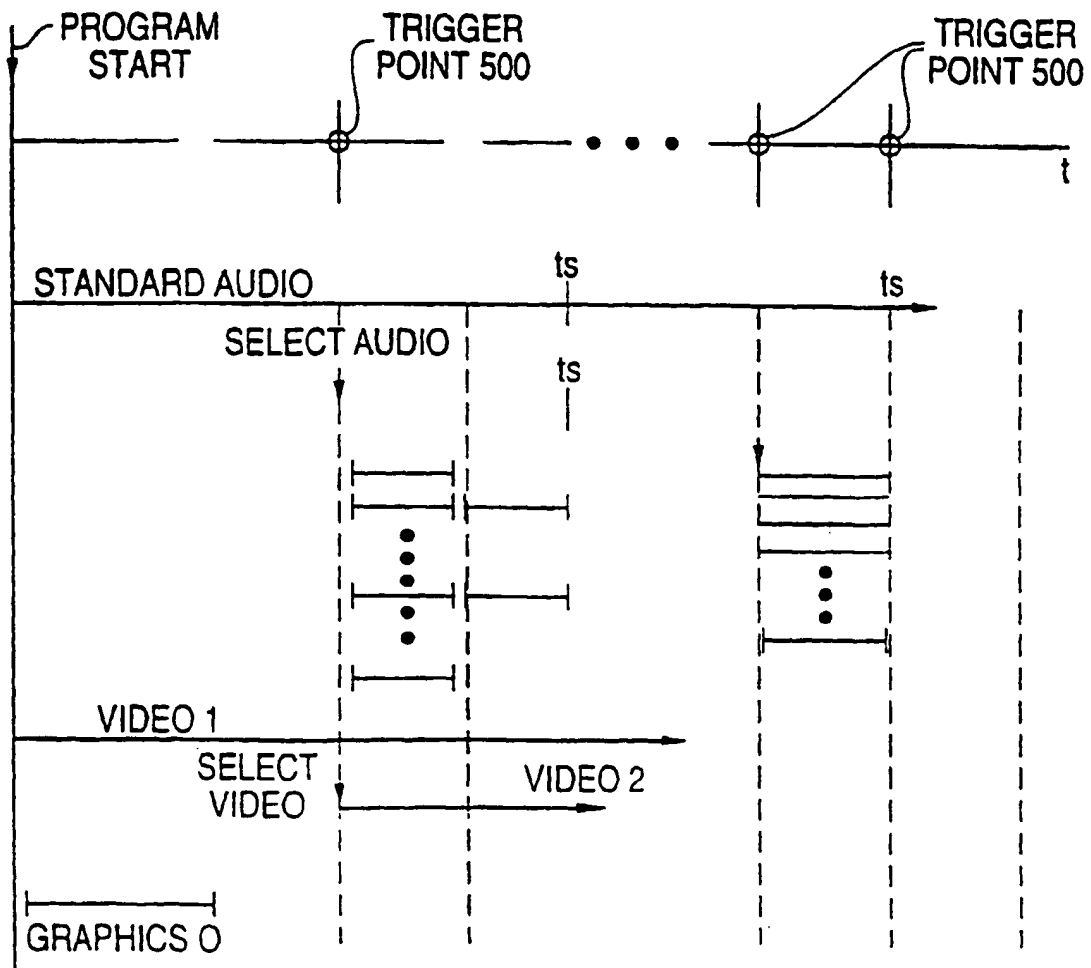 PROGRAM
START
TRIGGER
POINT 500
TRIGGER
POINT 500
t
STANDARD AUDIO
ts
ts
SELECT AUDIO
ts
VIDEO 1
SELECT
VIDEO
VIDEO 2
GRAPHICS O